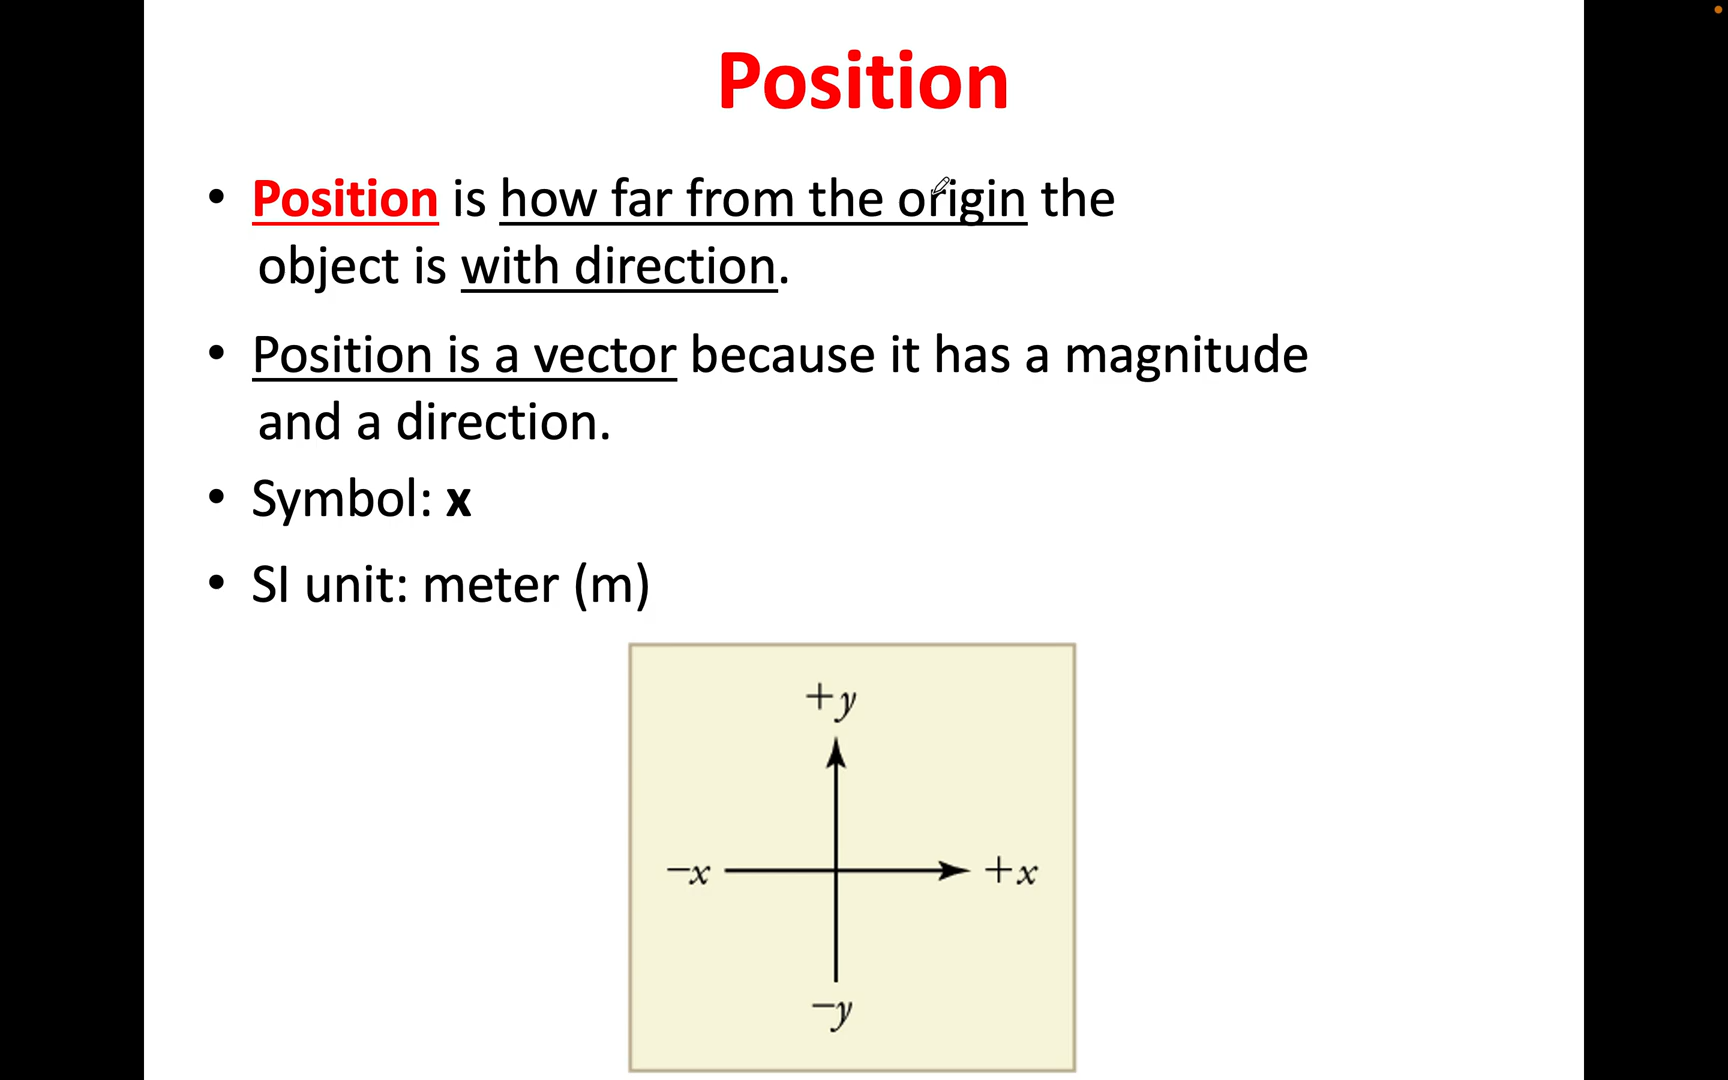 Position
• Position is how far from the origin the
object is with direction.
• Position is a vector because it has a magnitude
and a direction.
• Symbol: x
• SI unit: meter (m)
+y
−x +x
−y